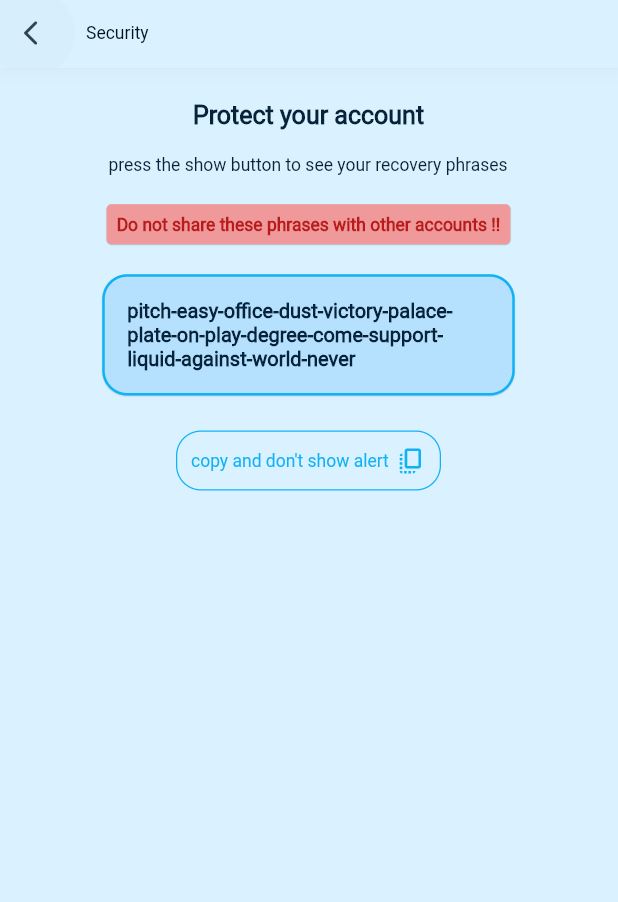 Security
Protect your account
press the show button to see your recovery phrases
Do not share these phrases with other accounts !!
pitch-easy-office-dust-victory-palace-
plate-on-play-degree-come-support-
liquid-against-world-never
copy and don't show alert